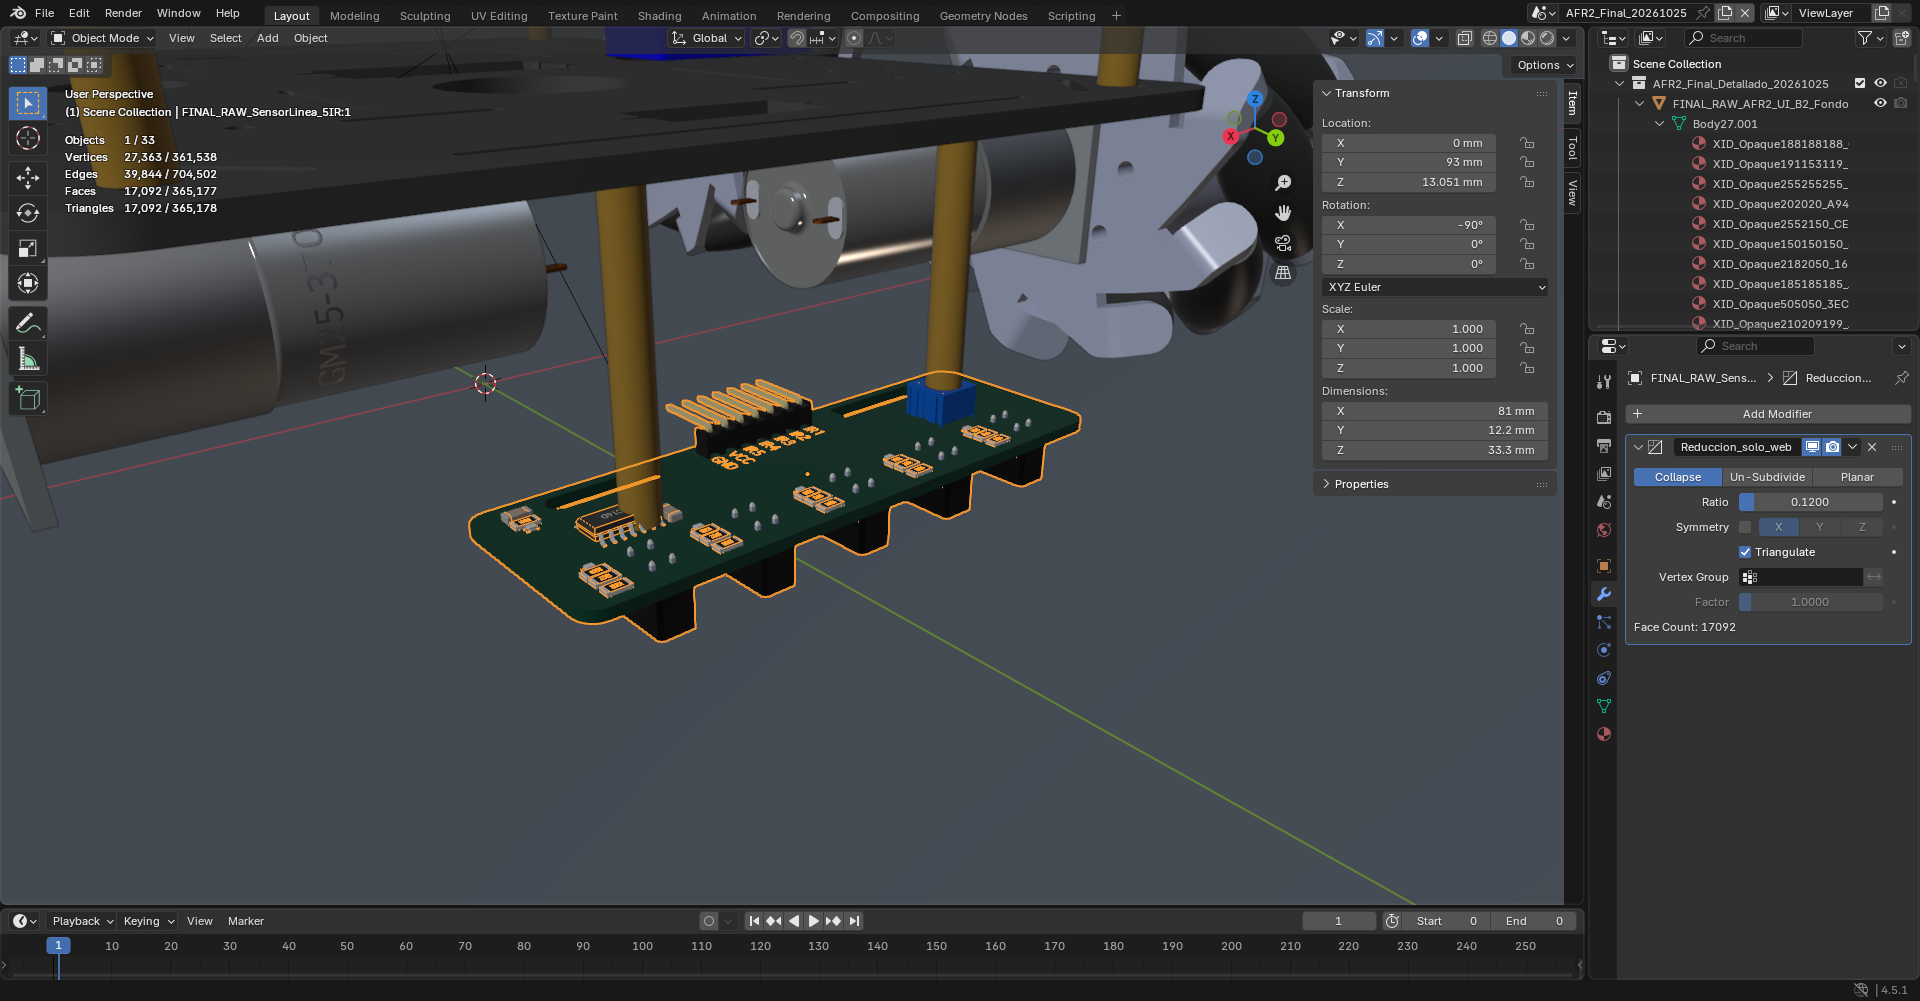 File Edit Render Window Help
Layout Modeling Sculpting UV Editing Texture Paint Shading Animation Rendering Compositing Geometry Nodes Scripting +
AFR2_Final_20261025
ViewLayer
Object Mode View Select Add Object
Global
Options
User Perspective
(1) Scene Collection | FINAL_RAW_SensorLinea_5IR:1
Objects 1 / 33
Vertices 27,363 / 361,538
Edges 39,844 / 704,502
Faces 17,092 / 365,177
Triangles 17,092 / 365,178
GM25-370
Z
X
Y
Transform
Location:
X 0 mm
Y 93 mm
Z 13.051 mm
Rotation:
X -90°
Y 0°
Z 0°
XYZ Euler
Scale:
X 1.000
Y 1.000
Z 1.000
Dimensions:
X 81 mm
Y 12.2 mm
Z 33.3 mm
Properties
Item
Tool
View
Search
Scene Collection
AFR2_Final_Detallado_20261025
FINAL_RAW_AFR2_UI_B2_Fondo
Body27.001
XID_Opaque188188188_
XID_Opaque191153119_
XID_Opaque255255255_
XID_Opaque202020_A94
XID_Opaque2552150_CE
XID_Opaque150150150_
XID_Opaque2182050_16
XID_Opaque185185185_
XID_Opaque505050_3EC
XID_Opaque210209199_
Search
FINAL_RAW_Sens... Reduccion...
+ Add Modifier
Reduccion_solo_web
Collapse Un-Subdivide Planar
Ratio 0.1200
Symmetry X Y Z
Triangulate
Vertex Group
Factor 1.0000
Face Count: 17092
Playback Keying View Marker
1 Start 0 End 0
1 10 20 30 40 50 60 70 80 90 100 110 120 130 140 150 160 170 180 190 200 210 220 230 240 250
4.5.1